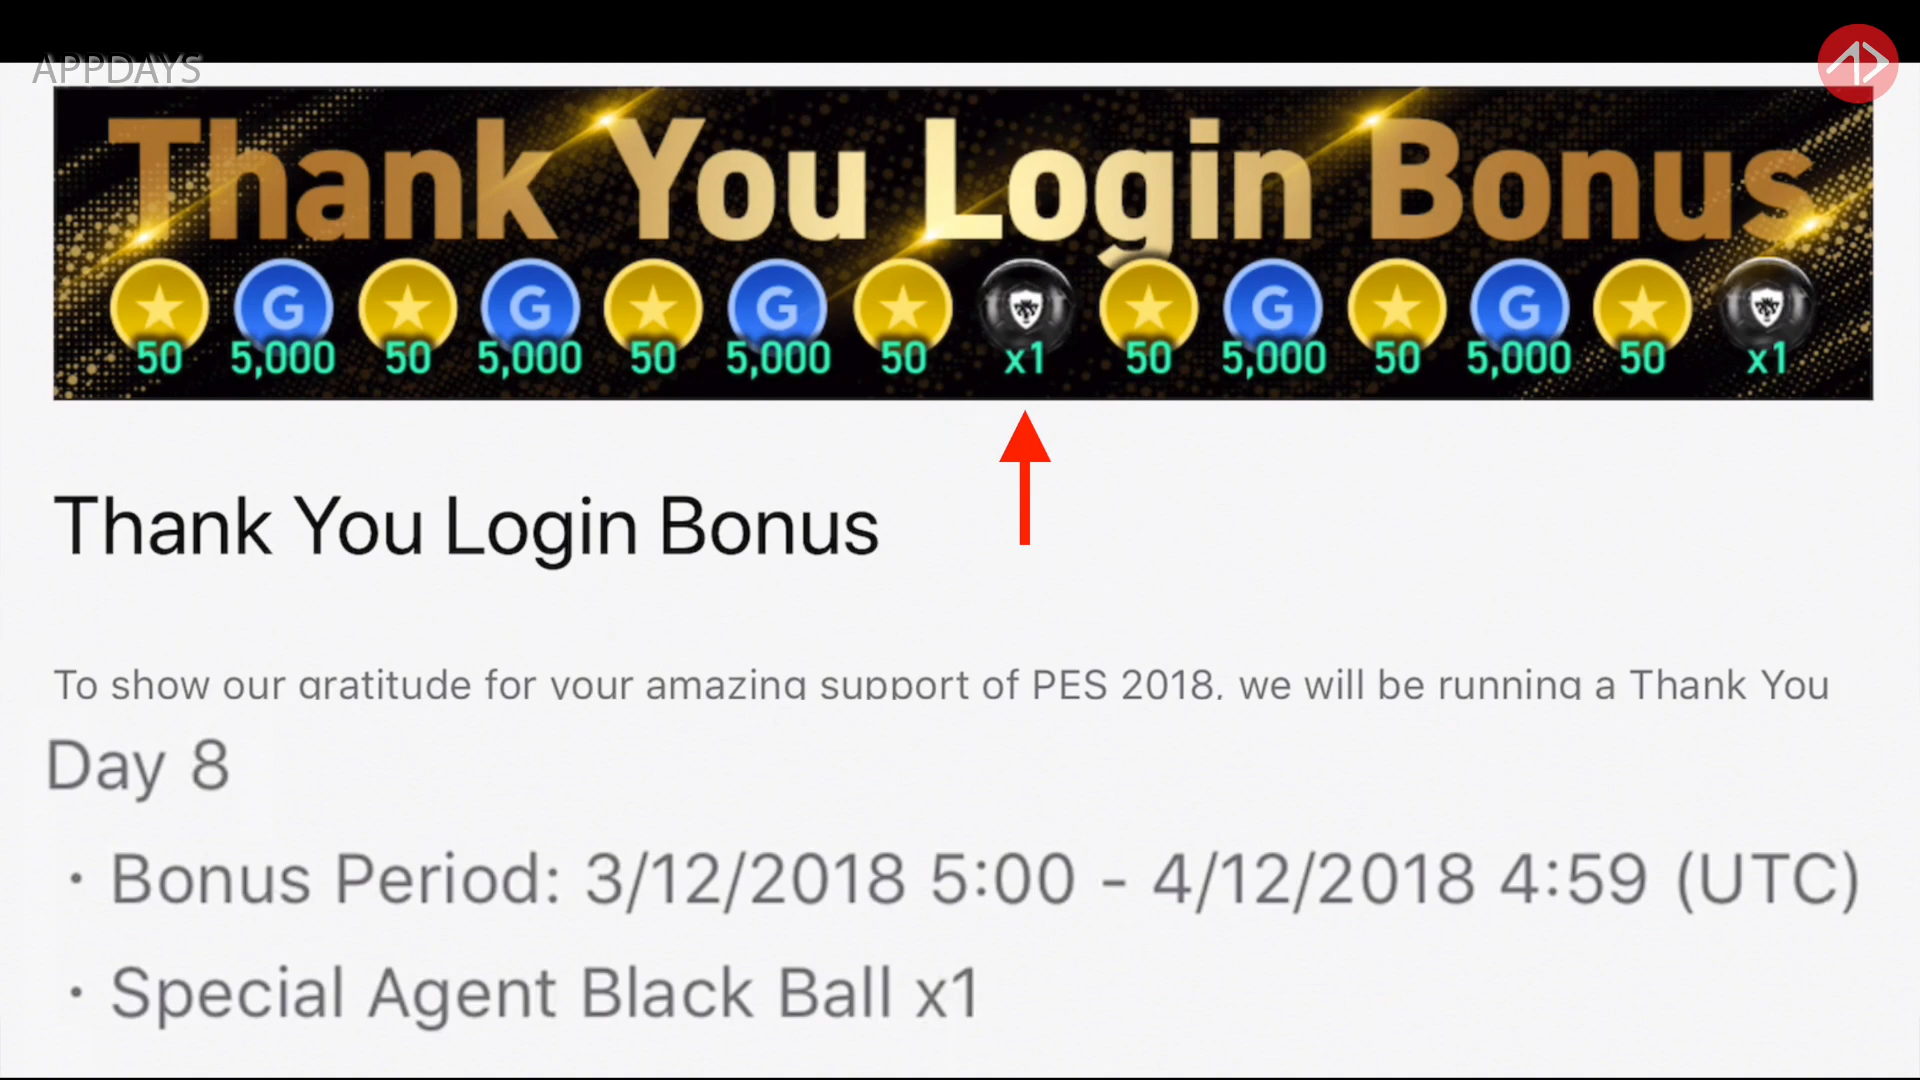 APPDAYS
Thank You Login Bonus
G G G G G
50 5,000 50 5,000 50 5,000 50 x1 50 5,000 50 5,000 50 x1
Thank You Login Bonus
To show our gratitude for your amazing support of PES 2018, we will be running a Thank You
Day 8
· Bonus Period: 3/12/2018 5:00 - 4/12/2018 4:59 (UTC)
· Special Agent Black Ball x1